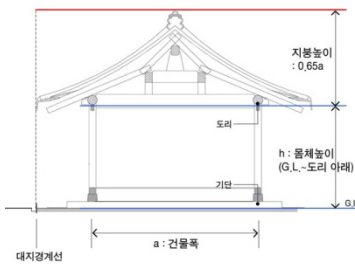 지붕높이
: 0.65a
도리
h : 몸체높이
(G.L.~도리 아래)
기단
G.L
a : 건물폭
대지경계선